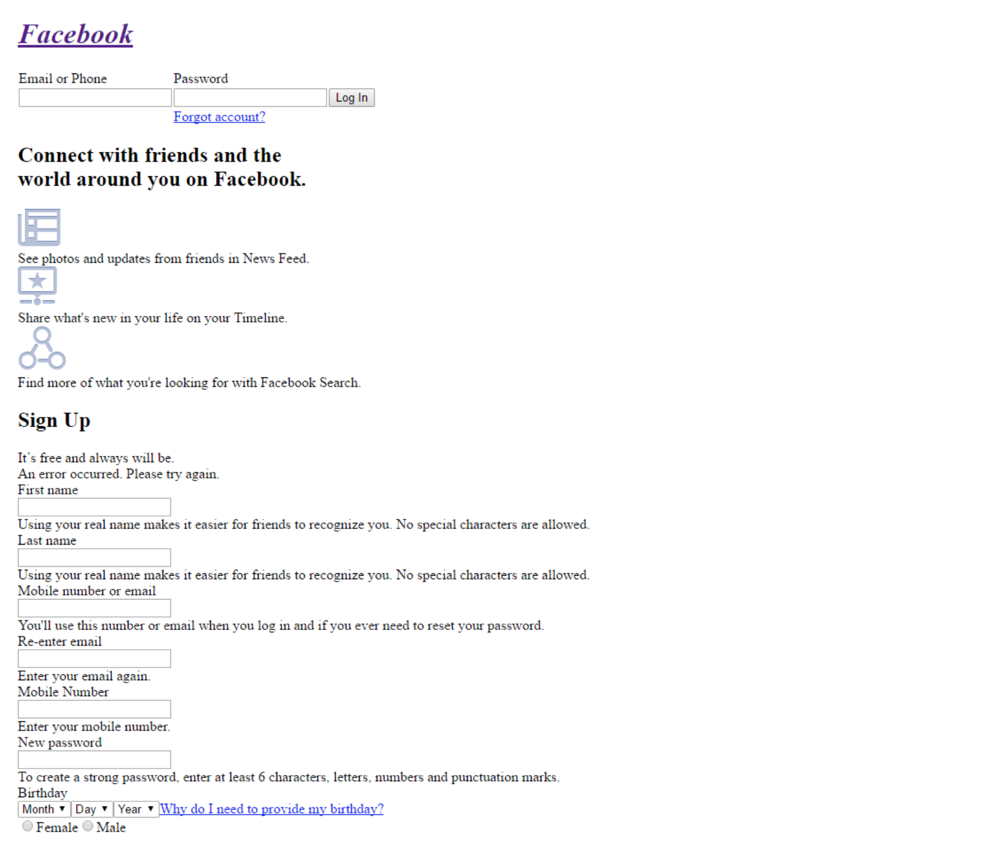 Facebook
Email or Phone Password
Log In
Forgot account?
Connect with friends and the
world around you on Facebook.
See photos and updates from friends in News Feed.
Share what's new in your life on your Timeline.
Find more of what you're looking for with Facebook Search.
Sign Up
It’s free and always will be.
An error occurred. Please try again.
First name
Using your real name makes it easier for friends to recognize you. No special characters are allowed.
Last name
Using your real name makes it easier for friends to recognize you. No special characters are allowed.
Mobile number or email
You'll use this number or email when you log in and if you ever need to reset your password.
Re-enter email
Enter your email again.
Mobile Number
Enter your mobile number.
New password
To create a strong password, enter at least 6 characters, letters, numbers and punctuation marks.
Birthday
Month Day Year Why do I need to provide my birthday?
Female Male